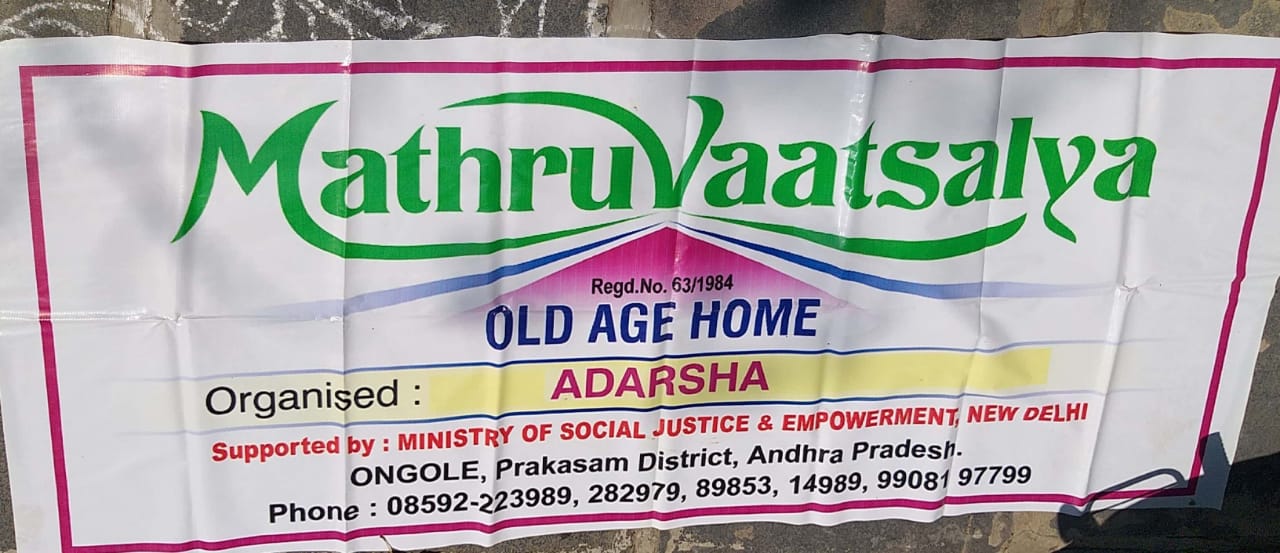 MathruVaatsalya
Regd.No. 63/1984
OLD AGE HOME
Organised : ADARSHA
Supported by : MINISTRY OF SOCIAL JUSTICE & EMPOWERMENT, NEW DELHI
ONGOLE, Prakasam District, Andhra Pradesh.
Phone : 08592-223989, 282979, 89853, 14989, 99081 97799